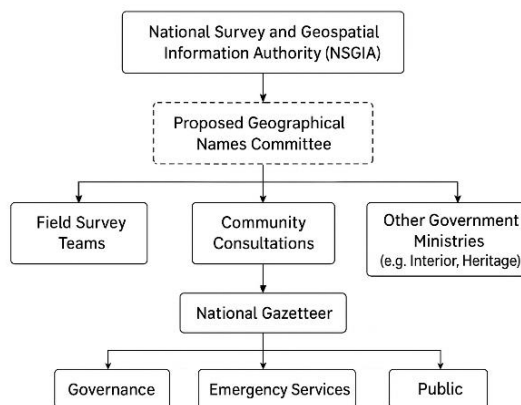 National Survey and Geospatial
Information Authority (NSGIA)
Proposed Geographical
Names Committee
Field Survey
Teams
Community
Consultations
Other Government
Ministries
(e.g. Interior, Heritage)
National Gazetteer
Governance
Emergency Services
Public